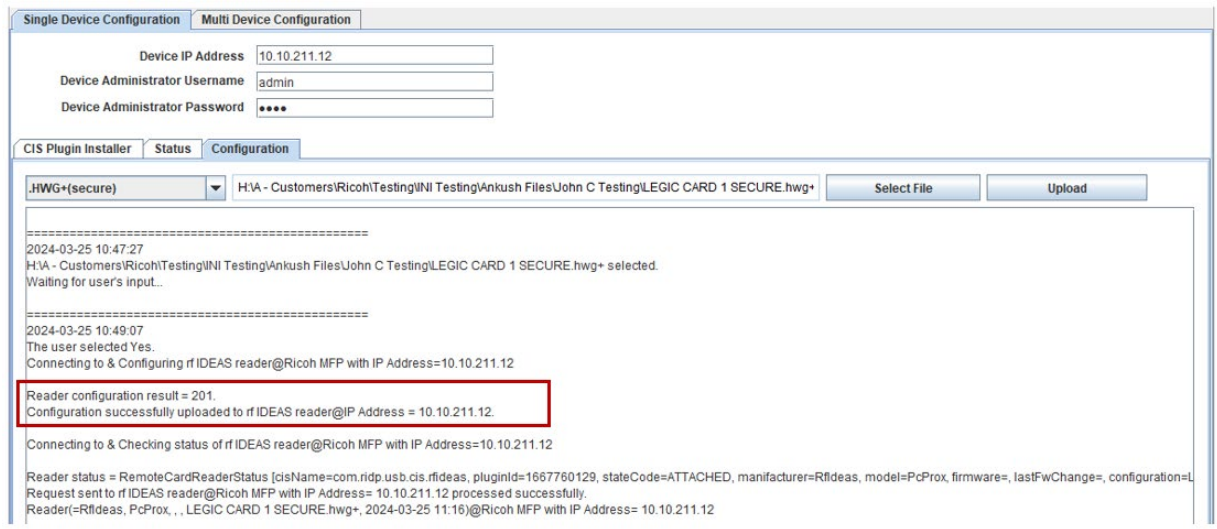 Single Device Configuration Multi Device Configuration
Device IP Address 10.10.211.12
Device Administrator Username admin
Device Administrator Password ••••
CIS Plugin Installer Status Configuration
.HWG+(secure) H:\A - Customers\Ricoh\Testing\INI Testing\Ankush Files\John C Testing\LEGIC CARD 1 SECURE.hwg+ Select File Upload
================================================
2024-03-25 10:47:27
H:\A - Customers\Ricoh\Testing\INI Testing\Ankush Files\John C Testing\LEGIC CARD 1 SECURE.hwg+ selected.
Waiting for user's input...
================================================
2024-03-25 10:49:07
The user selected Yes.
Connecting to & Configuring rf IDEAS reader@Ricoh MFP with IP Address=10.10.211.12
Reader configuration result = 201.
Configuration successfully uploaded to rf IDEAS reader@IP Address = 10.10.211.12.
Connecting to & Checking status of rf IDEAS reader@Ricoh MFP with IP Address=10.10.211.12
Reader status = RemoteCardReaderStatus [cisName=com.ridp.usb.cis.rfideas, pluginId=1667760129, stateCode=ATTACHED, manifacturer=RfIdeas, model=PcProx, firmware=, lastFwChange=, configuration=L
Request sent to rf IDEAS reader@Ricoh MFP with IP Address= 10.10.211.12 processed successfully.
Reader(=RfIdeas, PcProx, , , LEGIC CARD 1 SECURE.hwg+, 2024-03-25 11:16)@Ricoh MFP with IP Address= 10.10.211.12